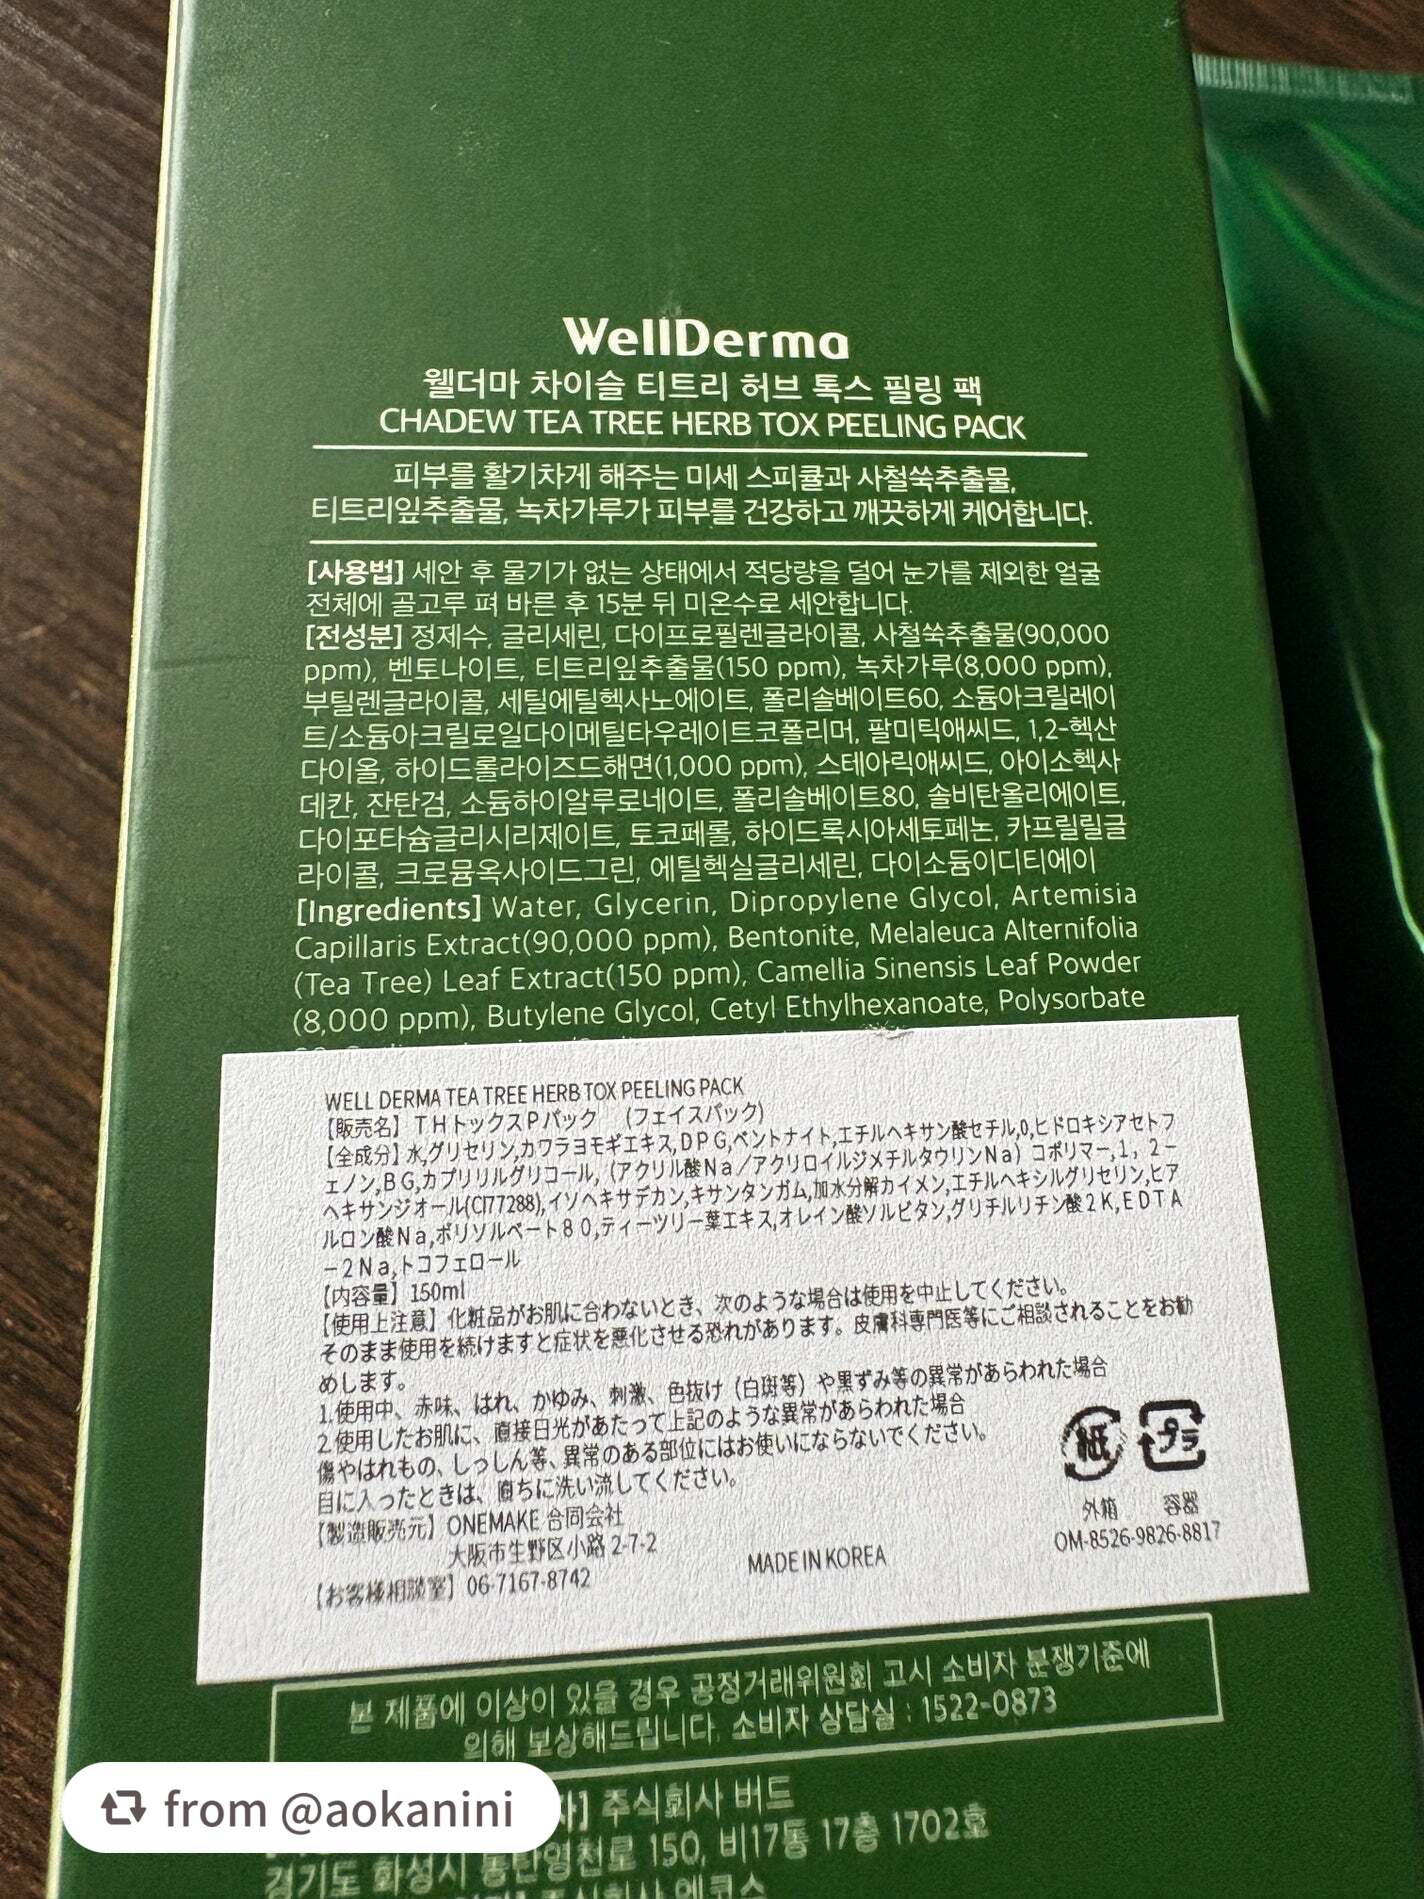 WellDerma
웰더마 차이슬 티트리 허브 톡스 필링 팩
CHADEW TEA TREE HERB TOX PEELING PACK
피부를 활기차게 해주는 미세 스피큘과 사철쑥추출물,
티트리잎추출물, 녹차가루가 피부를 건강하고 깨끗하게 케어합니다.
[사용법] 세안 후 물기가 없는 상태에서 적당량을 덜어 눈가를 제외한 얼굴
전체에 골고루 펴 바른 후 15분 뒤 미온수로 세안합니다.
[전성분] 정제수, 글리세린, 다이프로필렌글라이콜, 사철쑥추출물(90,000
ppm), 벤토나이트, 티트리잎추출물(150 ppm), 녹차가루(8,000 ppm),
부틸렌글라이콜, 세틸에틸헥사노에이트, 폴리솔베이트60, 소듐아크릴레이
트/소듐아크릴로일다이메틸타우레이트코폴리머, 팔미틱애씨드, 1,2-헥산
다이올, 하이드롤라이즈드해면(1,000 ppm), 스테아릭애씨드, 아이소헥사
데칸, 잔탄검, 소듐하이알루로네이트, 폴리솔베이트80, 솔비탄올리에이트,
다이포타슘글리시리제이트, 토코페롤, 하이드록시아세토페논, 카프릴릴글
라이콜, 크로뮴옥사이드그린, 에틸헥실글리세린, 다이소듐이디티에이
[Ingredients] Water, Glycerin, Dipropylene Glycol, Artemisia
Capillaris Extract(90,000 ppm), Bentonite, Melaleuca Alternifolia
(Tea Tree) Leaf Extract(150 ppm), Camellia Sinensis Leaf Powder
(8,000 ppm), Butylene Glycol, Cetyl Ethylhexanoate, Polysorbate
WELL DERMA TEA TREE HERB TOX PEELING PACK
【販売名】THトックスPパック (フェイスパック)
【全成分】水,グリセリン,カワラヨモギエキス,DPG,ベントナイト,エチルヘキサン酸セチル,0,ヒドロキシアセトフ
ェノン,BG,カプリリルグリコール,(アクリル酸Na/アクリロイルジメチルタウリンNa)コポリマー,1,2-
ヘキサンジオール(CI77288),イソヘキサデカン,キサンタンガム,加水分解カイメン,エチルヘキシルグリセリン,ヒア
ルロン酸Na,ポリソルベート80,ティーツリー葉エキス,オレイン酸ソルビタン,グリチルリチン酸2K,EDTA
-2Na,トコフェロール
【内容量】150ml
【使用上注意】化粧品がお肌に合わないとき、次のような場合は使用を中止してください。
そのまま使用を続けますと症状を悪化させる恐れがあります。皮膚科専門医等にご相談されることをお勧
めします。
1.使用中、赤味、はれ、かゆみ、刺激、色抜け(白斑等)や黒ずみ等の異常があらわれた場合
2.使用したお肌に、直接日光があたって上記のような異常があらわれた場合
傷やはれもの、しっしん等、異常のある部位にはお使いにならないでください。
目に入ったときは、直ちに洗い流してください。
【製造販売元】ONEMAKE 合同会社
大阪市生野区小路 2-7-2
【お客様相談室】06-7167-8742
MADE IN KOREA
紙 プラ
外箱 容器
OM-8526-9826-8817
본 제품에 이상이 있을 경우 공정거래위원회 고시 소비자 분쟁기준에
의해 보상해드립니다. 소비자 상담실 : 1522-0873
자] 주식회사 버드
경기도 화성시 동탄영천로 150, 비17동 17층 1702호
from @aokanini